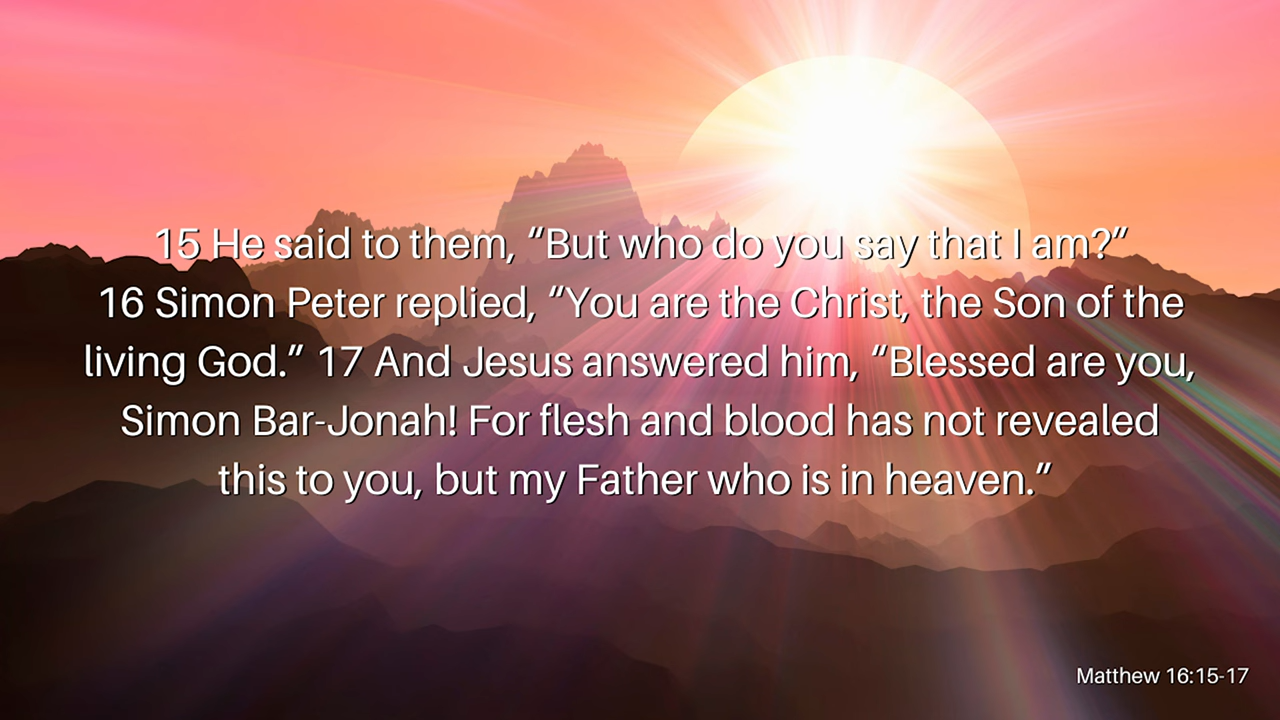 15 He said to them, “But who do you say that I am?”
16 Simon Peter replied, “You are the Christ, the Son of the
living God.” 17 And Jesus answered him, “Blessed are you,
Simon Bar-Jonah! For flesh and blood has not revealed
this to you, but my Father who is in heaven.”
Matthew 16:15-17